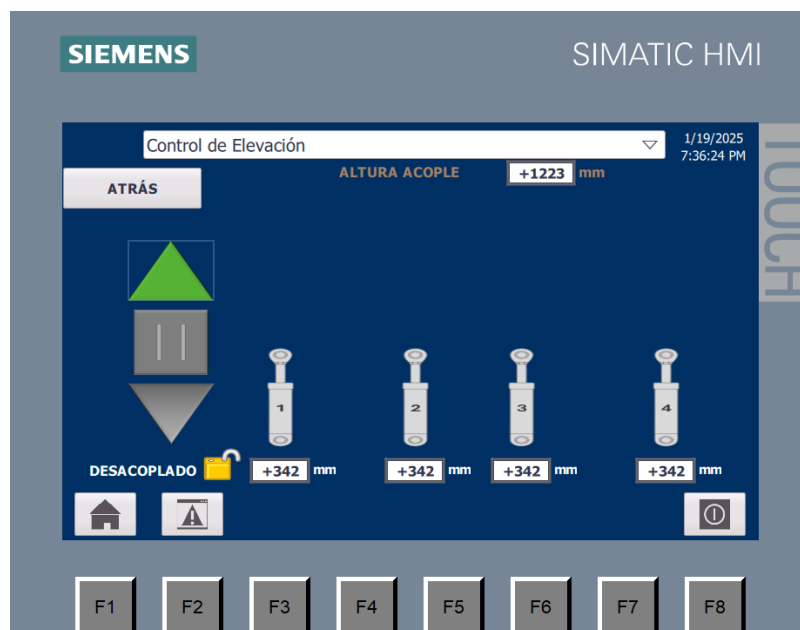 SIEMENS
SIMATIC HMI
TOUCH
Control de Elevación
1/19/2025
7:36:24 PM
ATRÁS
ALTURA ACOPLE +1223 mm
1 2 3 4
DESACOPLADO +342 mm +342 mm +342 mm +342 mm
F1 F2 F3 F4 F5 F6 F7 F8